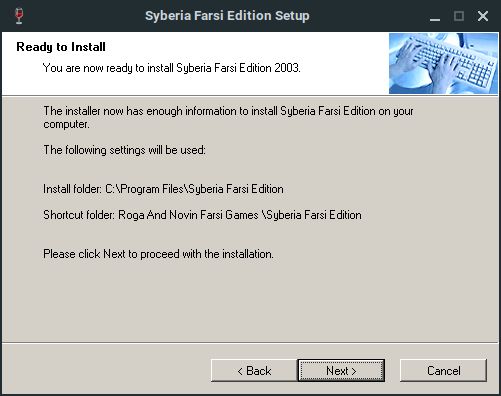 Syberia Farsi Edition Setup
Ready to Install
You are now ready to install Syberia Farsi Edition 2003.
The installer now has enough information to install Syberia Farsi Edition on your
computer.
The following settings will be used:
Install folder: C:\Program Files\Syberia Farsi Edition
Shortcut folder: Roga And Novin Farsi Games \Syberia Farsi Edition
Please click Next to proceed with the installation.
< Back
Next >
Cancel